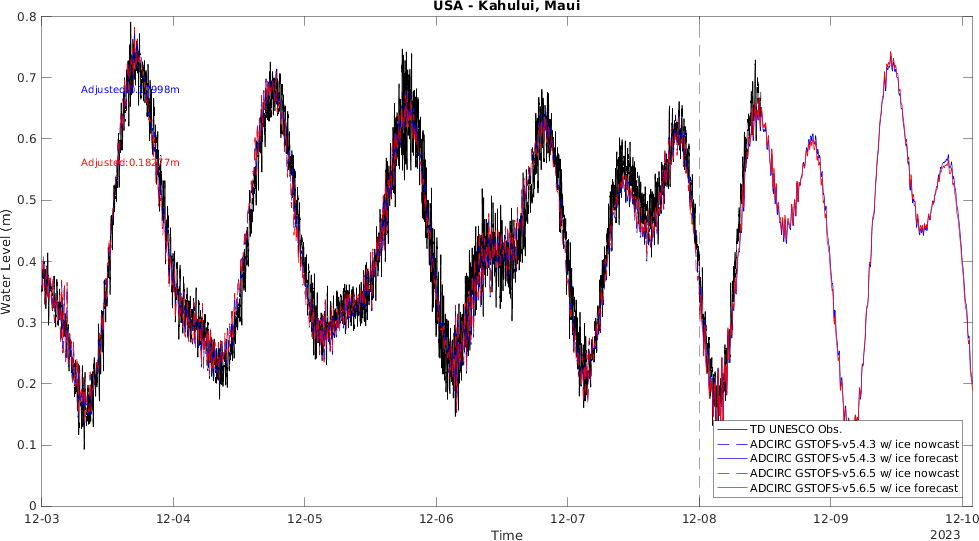 USA - Kahului, Maui
0.8
0.7
0.6
0.5
0.4
0.3
0.2
0.1
0
Water Level (m)
Adjusted:
Adjusted:0.18277m
TD UNESCO Obs.
ADCIRC GSTOFS-v5.4.3 w/ ice nowcast
ADCIRC GSTOFS-v5.4.3 w/ ice forecast
ADCIRC GSTOFS-v5.6.5 w/ ice nowcast
ADCIRC GSTOFS-v5.6.5 w/ ice forecast
12-03 12-04 12-05 12-06 12-07 12-08 12-09 12-10
Time
2023